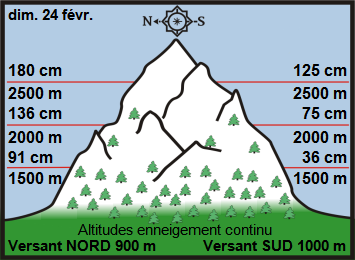 dim. 24 févr.
N S
180 cm 125 cm
2500 m 2500 m
136 cm 75 cm
2000 m 2000 m
91 cm 36 cm
1500 m 1500 m
Altitudes enneigement continu
Versant NORD 900 m Versant SUD 1000 m